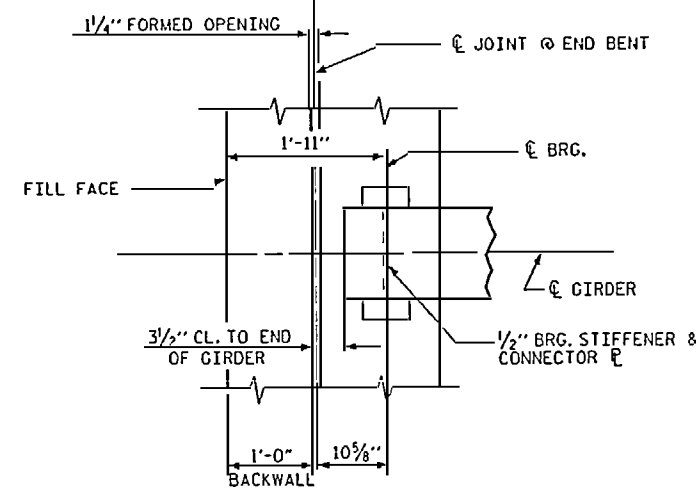 1¼" FORMED OPENING
℄ JOINT @ END BENT
1'-11"
℄ BRG.
FILL FACE
℄ GIRDER
3½" CL. TO END
OF GIRDER
½" BRG. STIFFENER &
CONNECTOR ℙL
1'-0"
10⅝"
BACKWALL